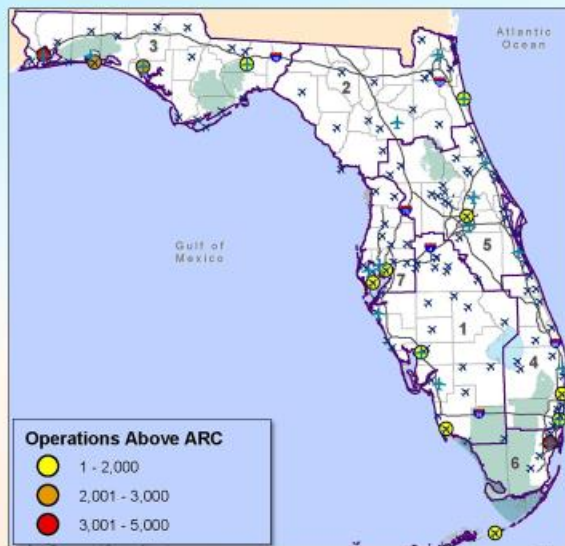 Atlantic
Ocean
3
2
Gulf of
Mexico
5
7
1
4
6
Operations Above ARC
1 - 2,000
2,001 - 3,000
3,001 - 5,000